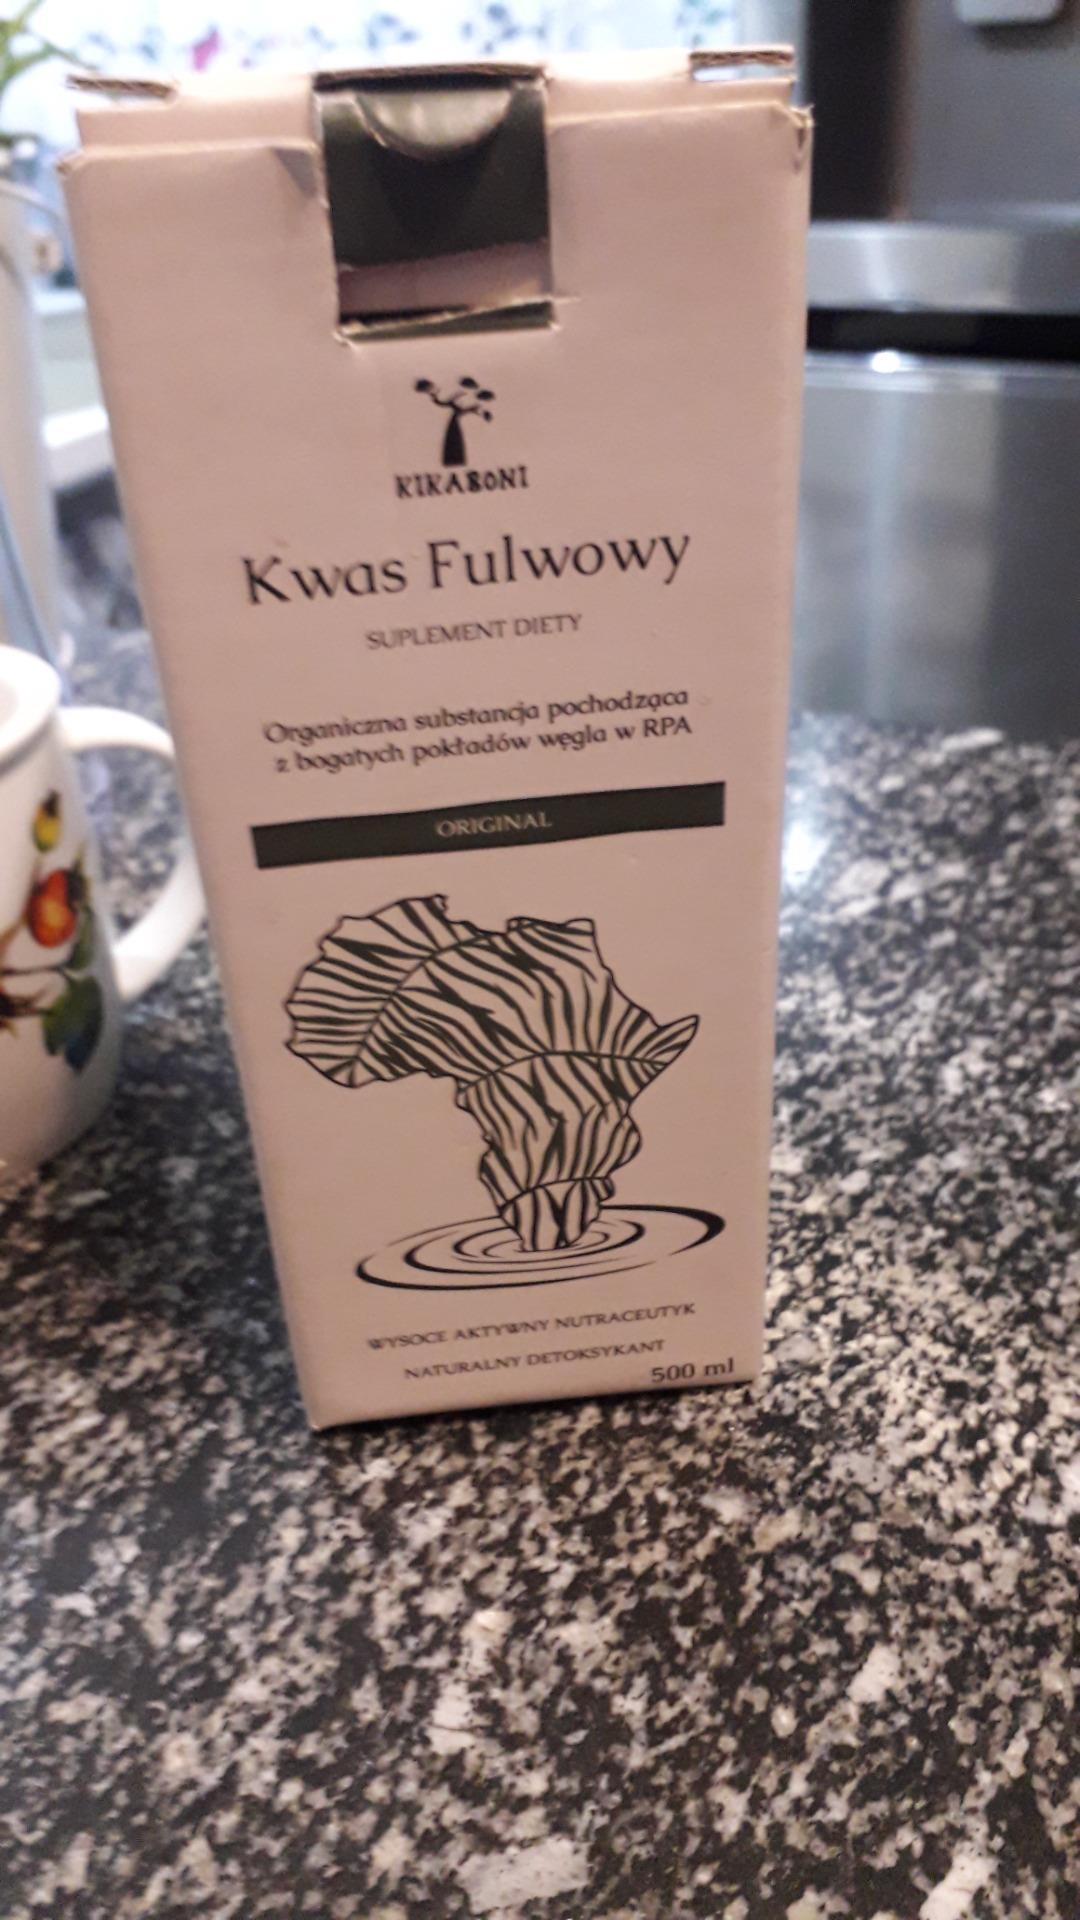 KIKABONI
Kwas Fulwowy
SUPLEMENT DIETY
Organiczna substancja pochodząca
z bogatych pokładów węgla w RPA
ORIGINAL
WYSOCE AKTYWNY NUTRACEUTYK
NATURALNY DETOKSYKANT
500 ml